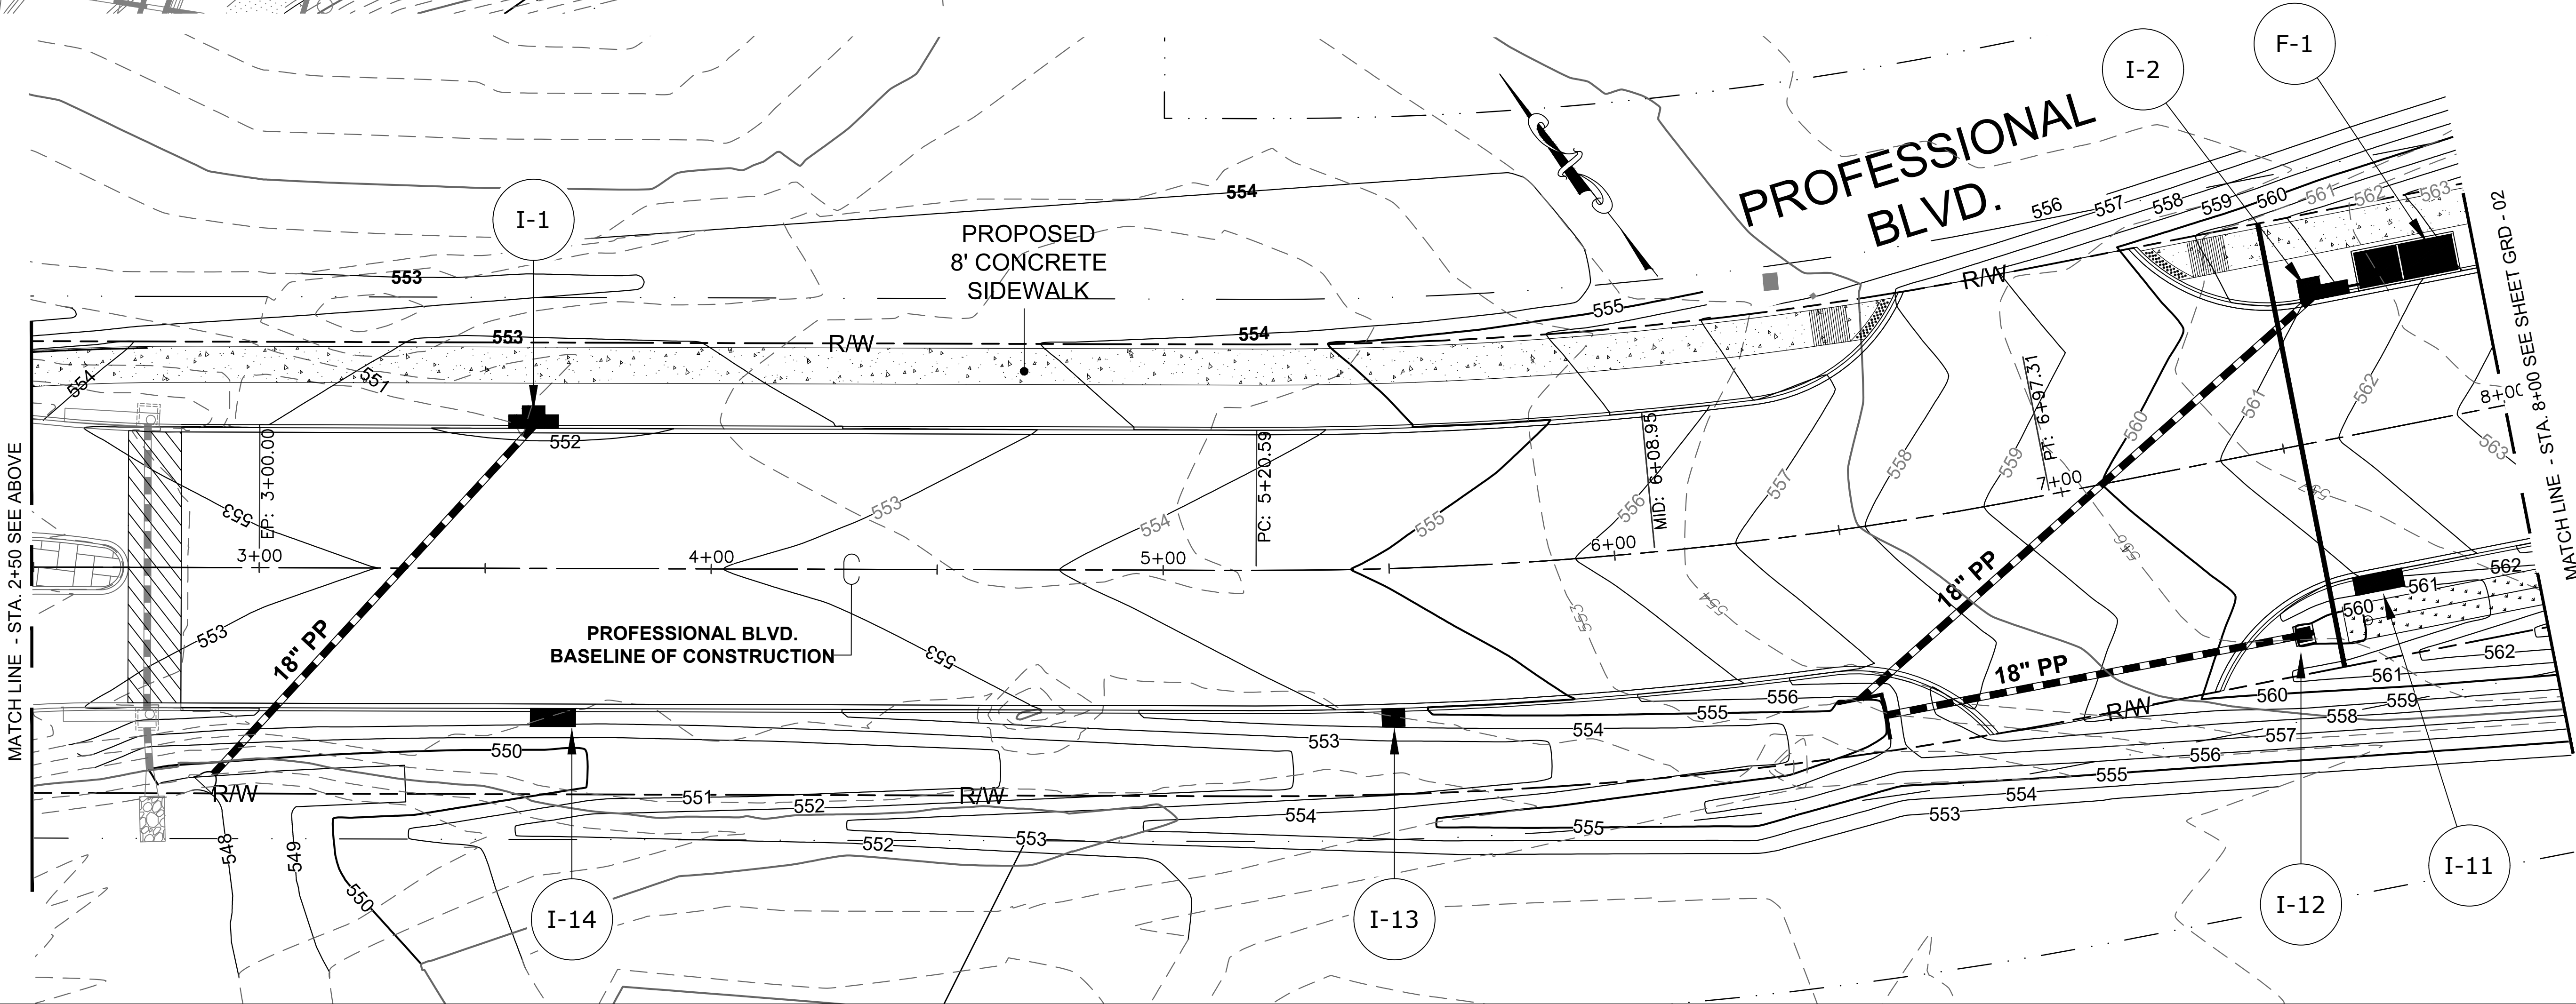 I-1
I-2
F-1
PROFESSIONAL
BLVD.
554
553
PROPOSED
8' CONCRETE
SIDEWALK
556
557
558
559
560
561
562
563
R/W
555
553
R/W
554
554
551
552
EP: 3+00.00
PC: 5+20.59
MID: 6+08.95
PT: 6+97.31
553
553
554
555
556
557
558
559
560
561
562
563
3+00
4+00
5+00
6+00
7+00
8+00
MATCH LINE - STA. 2+50 SEE ABOVE
MATCH LINE - STA. 8+00 SEE SHEET GRD - 02
557
556
553
554
553
18" PP
PROFESSIONAL BLVD.
BASELINE OF CONSTRUCTION
553
18" PP
18" PP
562
561
560
562
561
560
559
558
557
556
555
554
553
R/W
556
555
554
553
550
R/W
551
552
R/W
554
555
552
553
548
549
550
I-14
I-13
I-12
I-11